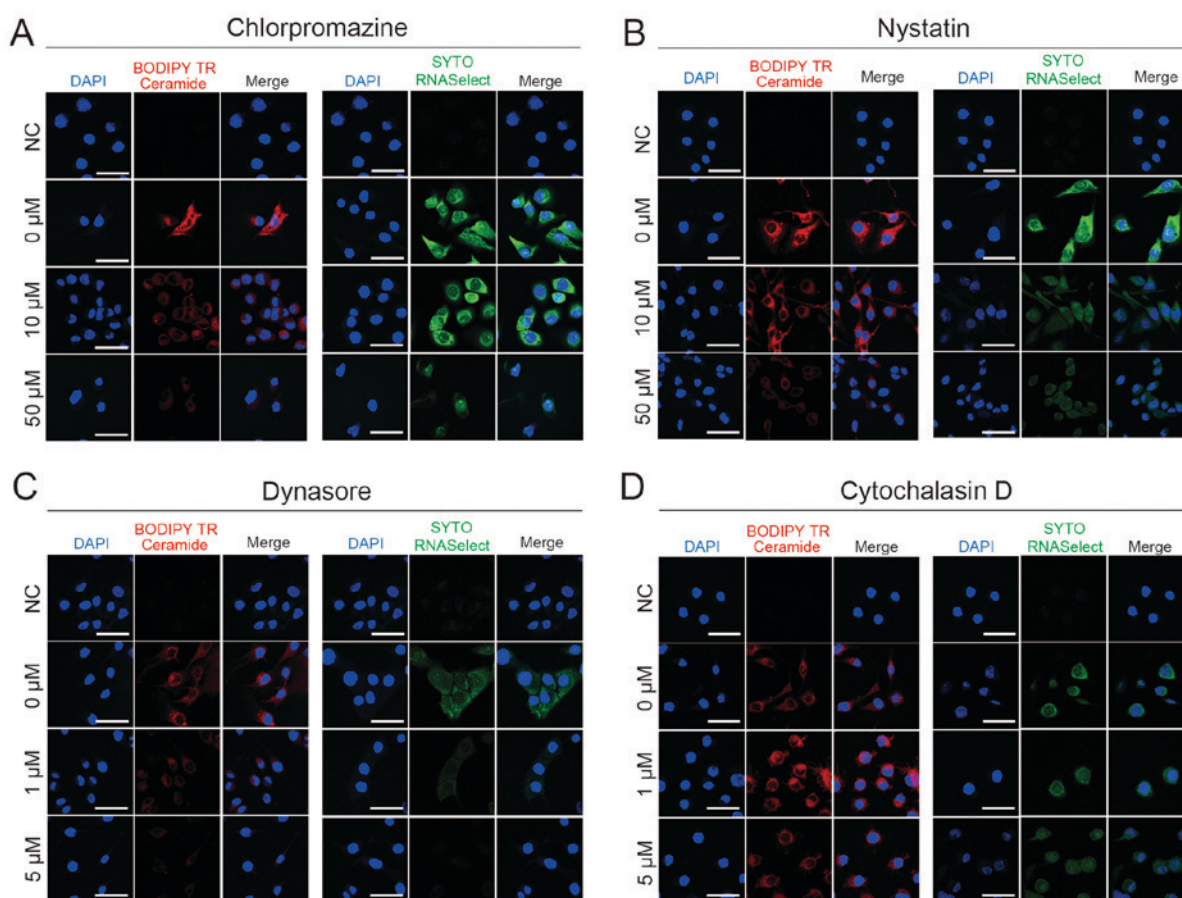 A
Chlorpromazine
DAPI
BODIPY TR
Ceramide
Merge
DAPI
SYTO
RNASelect
Merge
NC
0 µM
10 µM
50 µM
B
Nystatin
DAPI
BODIPY TR
Ceramide
Merge
DAPI
SYTO
RNASelect
Merge
NC
0 µM
10 µM
50 µM
C
Dynasore
DAPI
BODIPY TR
Ceramide
Merge
DAPI
SYTO
RNASelect
Merge
NC
0 µM
1 µM
5 µM
D
Cytochalasin D
DAPI
BODIPY TR
Ceramide
Merge
DAPI
SYTO
RNASelect
Merge
NC
0 µM
1 µM
5 µM